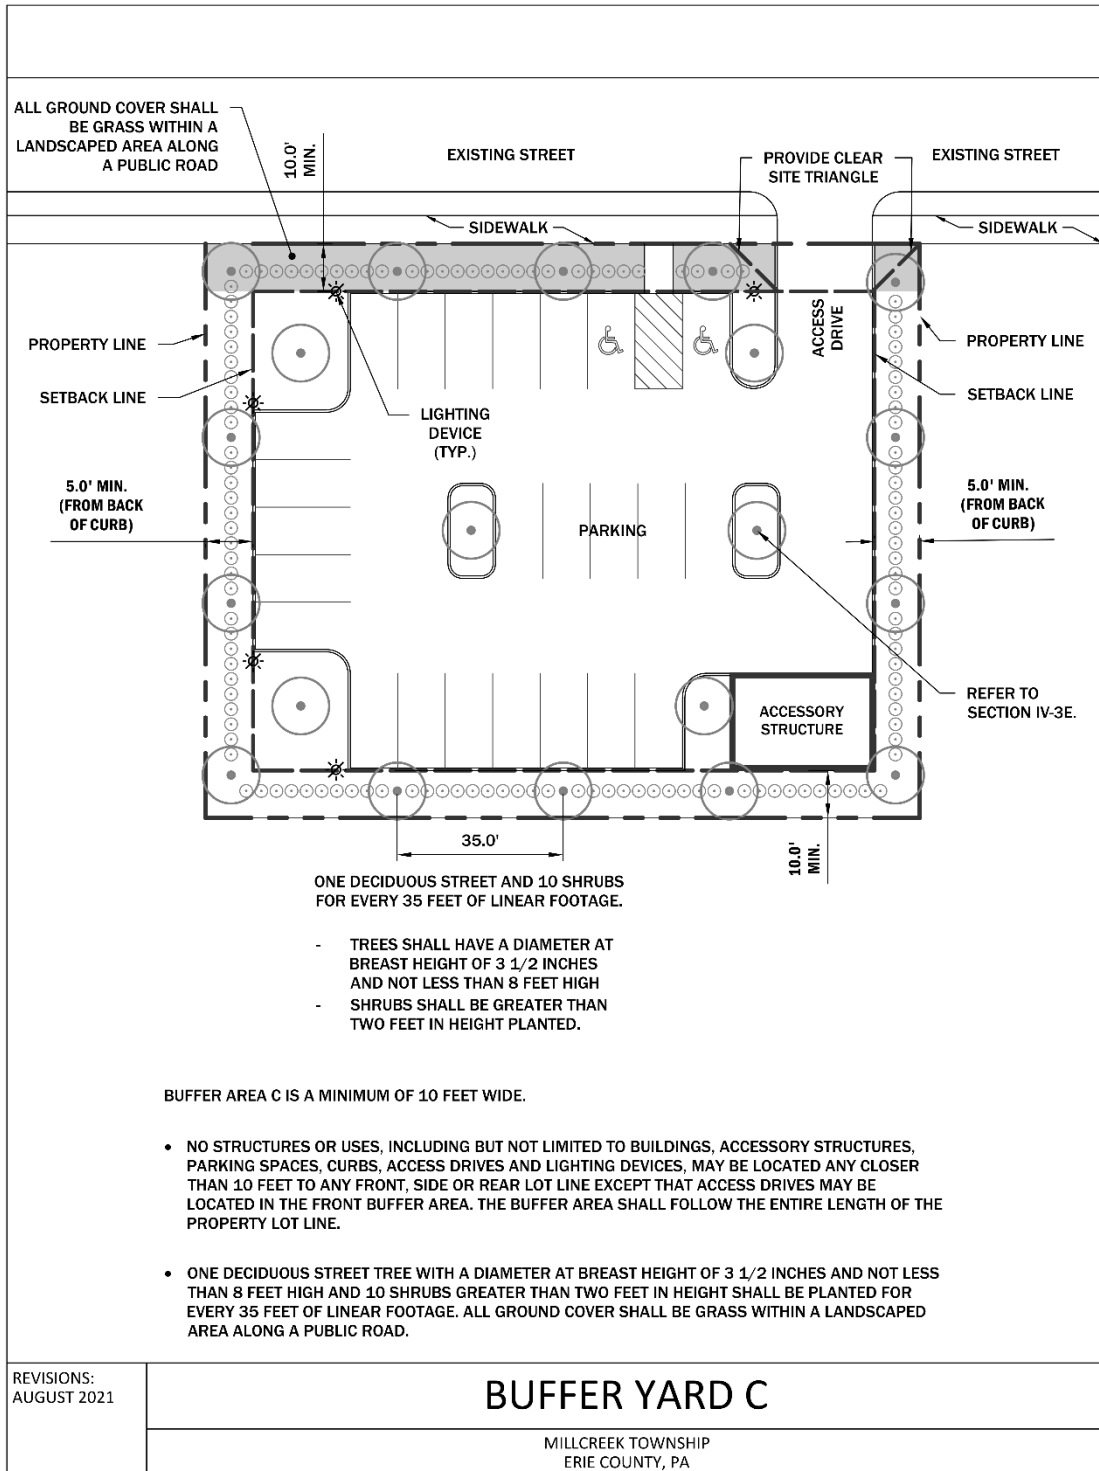 ALL GROUND COVER SHALL
BE GRASS WITHIN A
LANDSCAPED AREA ALONG
A PUBLIC ROAD
10.0'
MIN.
EXISTING STREET
PROVIDE CLEAR
SITE TRIANGLE
EXISTING STREET
SIDEWALK
SIDEWALK
PROPERTY LINE
SETBACK LINE
LIGHTING
DEVICE
(TYP.)
ACCESS
DRIVE
PROPERTY LINE
SETBACK LINE
5.0' MIN.
(FROM BACK
OF CURB)
PARKING
5.0' MIN.
(FROM BACK
OF CURB)
REFER TO
SECTION IV-3E.
ACCESSORY
STRUCTURE
35.0'
10.0'
MIN.
ONE DECIDUOUS STREET AND 10 SHRUBS
FOR EVERY 35 FEET OF LINEAR FOOTAGE.
- TREES SHALL HAVE A DIAMETER AT
BREAST HEIGHT OF 3 1/2 INCHES
AND NOT LESS THAN 8 FEET HIGH
- SHRUBS SHALL BE GREATER THAN
TWO FEET IN HEIGHT PLANTED.
BUFFER AREA C IS A MINIMUM OF 10 FEET WIDE.
• NO STRUCTURES OR USES, INCLUDING BUT NOT LIMITED TO BUILDINGS, ACCESSORY STRUCTURES,
PARKING SPACES, CURBS, ACCESS DRIVES AND LIGHTING DEVICES, MAY BE LOCATED ANY CLOSER
THAN 10 FEET TO ANY FRONT, SIDE OR REAR LOT LINE EXCEPT THAT ACCESS DRIVES MAY BE
LOCATED IN THE FRONT BUFFER AREA. THE BUFFER AREA SHALL FOLLOW THE ENTIRE LENGTH OF THE
PROPERTY LOT LINE.
• ONE DECIDUOUS STREET TREE WITH A DIAMETER AT BREAST HEIGHT OF 3 1/2 INCHES AND NOT LESS
THAN 8 FEET HIGH AND 10 SHRUBS GREATER THAN TWO FEET IN HEIGHT SHALL BE PLANTED FOR
EVERY 35 FEET OF LINEAR FOOTAGE. ALL GROUND COVER SHALL BE GRASS WITHIN A LANDSCAPED
AREA ALONG A PUBLIC ROAD.
REVISIONS:
AUGUST 2021
BUFFER YARD C
MILLCREEK TOWNSHIP
ERIE COUNTY, PA